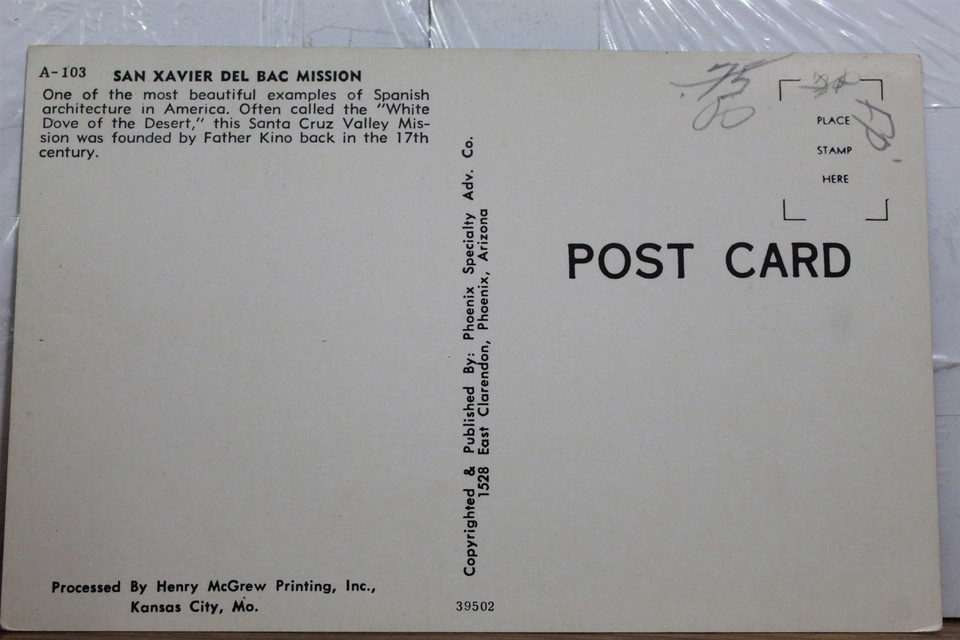 A-103 SAN XAVIER DEL BAC MISSION
One of the most beautiful examples of Spanish
architecture in America. Often called the "White
Dove of the Desert," this Santa Cruz Valley Mis-
sion was founded by Father Kino back in the 17th
century.
Processed By Henry McGrew Printing, Inc.,
Kansas City, Mo.
Copyrighted & Published By: Phoenix Specialty Adv. Co.
1528 East Clarendon, Phoenix, Arizona
39502
.75
50
PLACE
STAMP
HERE
POST CARD